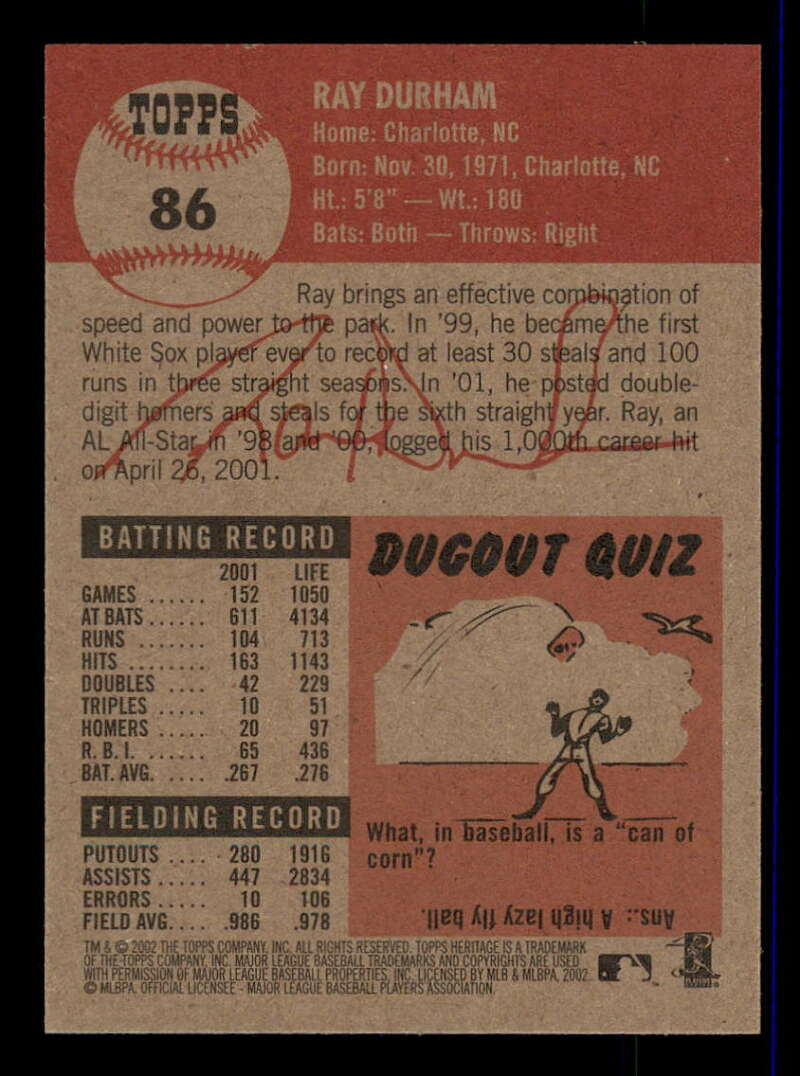 TOPPS
86
RAY DURHAM
Home: Charlotte, NC
Born: Nov. 30, 1971, Charlotte, NC
Ht.: 5'8" — Wt.: 180
Bats: Both — Throws: Right
Ray brings an effective combination of
speed and power to the park. In '99, he became the first
White Sox player ever to record at least 30 steals and 100
runs in three straight seasons. In '01, he posted double-
digit homers and steals for the sixth straight year. Ray, an
AL All-Star in '98 and '00, logged his 1,000th career hit
on April 26, 2001.
BATTING RECORD
2001 LIFE
GAMES ...... 152 1050
AT BATS ...... 611 4134
RUNS ....... 104 713
HITS ........ 163 1143
DOUBLES .... 42 229
TRIPLES ..... 10 51
HOMERS ..... 20 97
R. B. I. ...... 65 436
BAT. AVG. .... .267 .276
FIELDING RECORD
PUTOUTS .... 280 1916
ASSISTS ..... 447 2834
ERRORS ..... 10 106
FIELD AVG. ... .986 .978
DUGOUT QUIZ
What, in baseball, is a "can of
corn"?
Ans.: A high lazy fly ball.
TM & © 2002 THE TOPPS COMPANY, INC. ALL RIGHTS RESERVED. TOPPS HERITAGE IS A TRADEMARK
OF THE TOPPS COMPANY, INC. MAJOR LEAGUE BASEBALL TRADEMARKS AND COPYRIGHTS ARE USED
WITH PERMISSION OF MAJOR LEAGUE BASEBALL PROPERTIES, INC. LICENSED BY MLB & MLBPA, 2002.
© MLBPA. OFFICIAL LICENSEE - MAJOR LEAGUE BASEBALL PLAYERS ASSOCIATION.